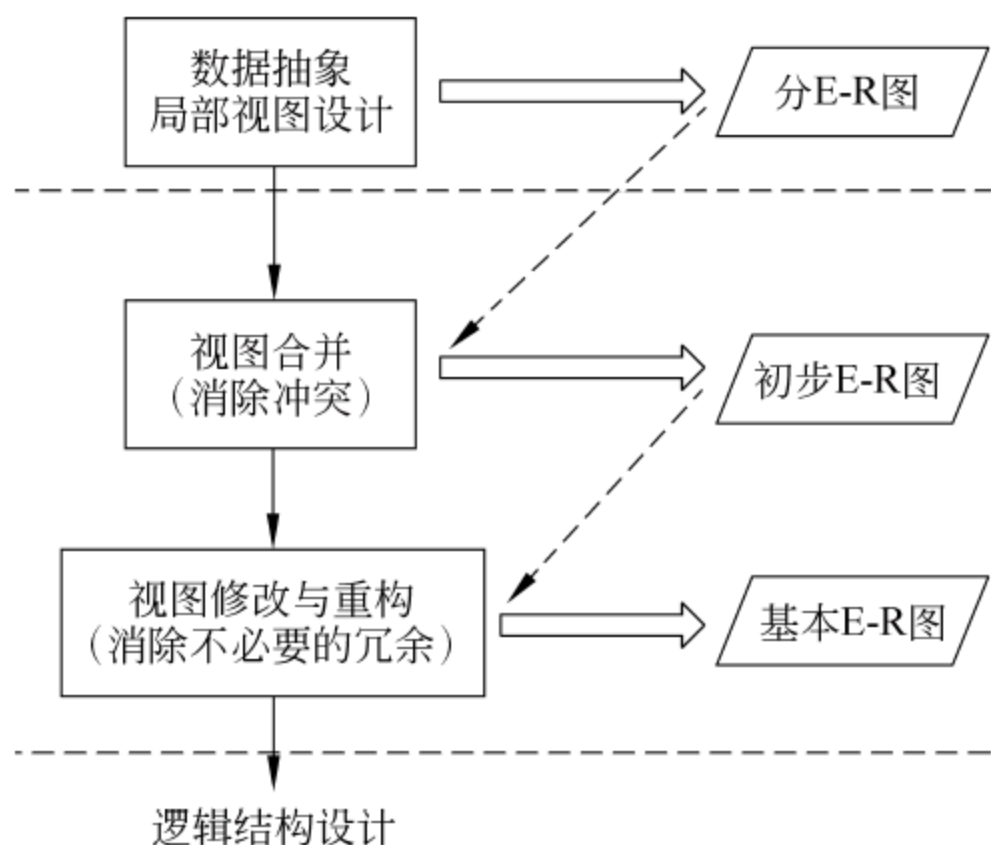 数据抽象
局部视图设计
分E-R图
视图合并
（消除冲突）
初步E-R图
视图修改与重构
（消除不必要的冗余）
基本E-R图
逻辑结构设计